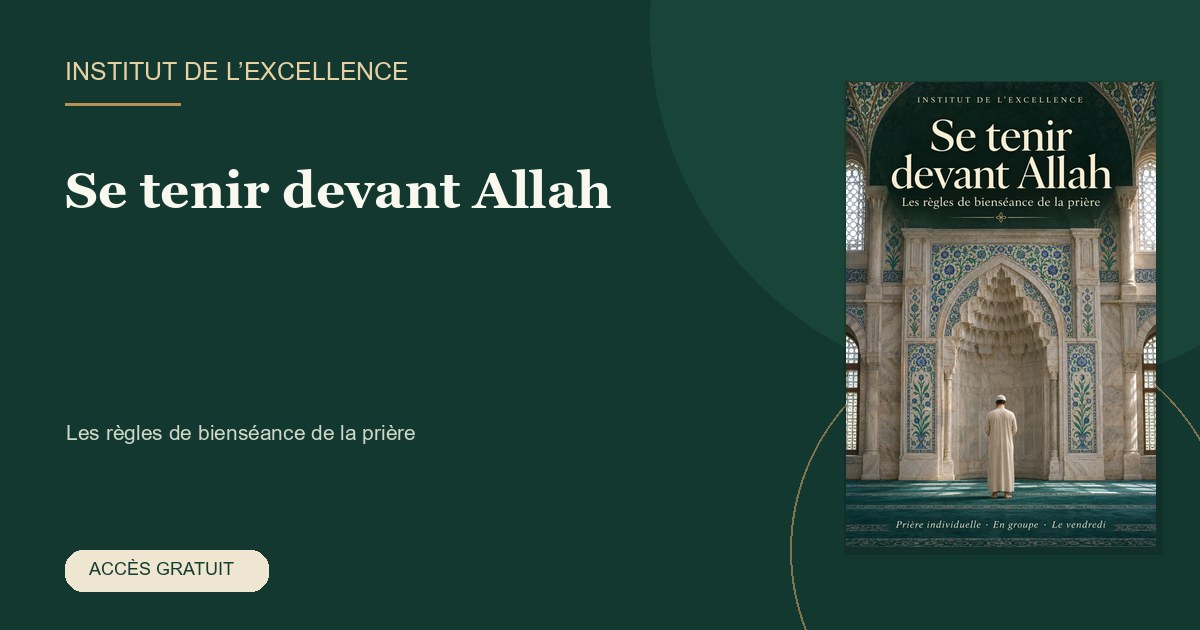 INSTITUT DE L’EXCELLENCE
Se tenir devant Allah
Les règles de bienséance de la prière
ACCÈS GRATUIT
INSTITUT DE L’EXCELLENCE
Se tenir
devant Allah
Les règles de bienséance de la prière
Prière individuelle · En groupe · Le vendredi